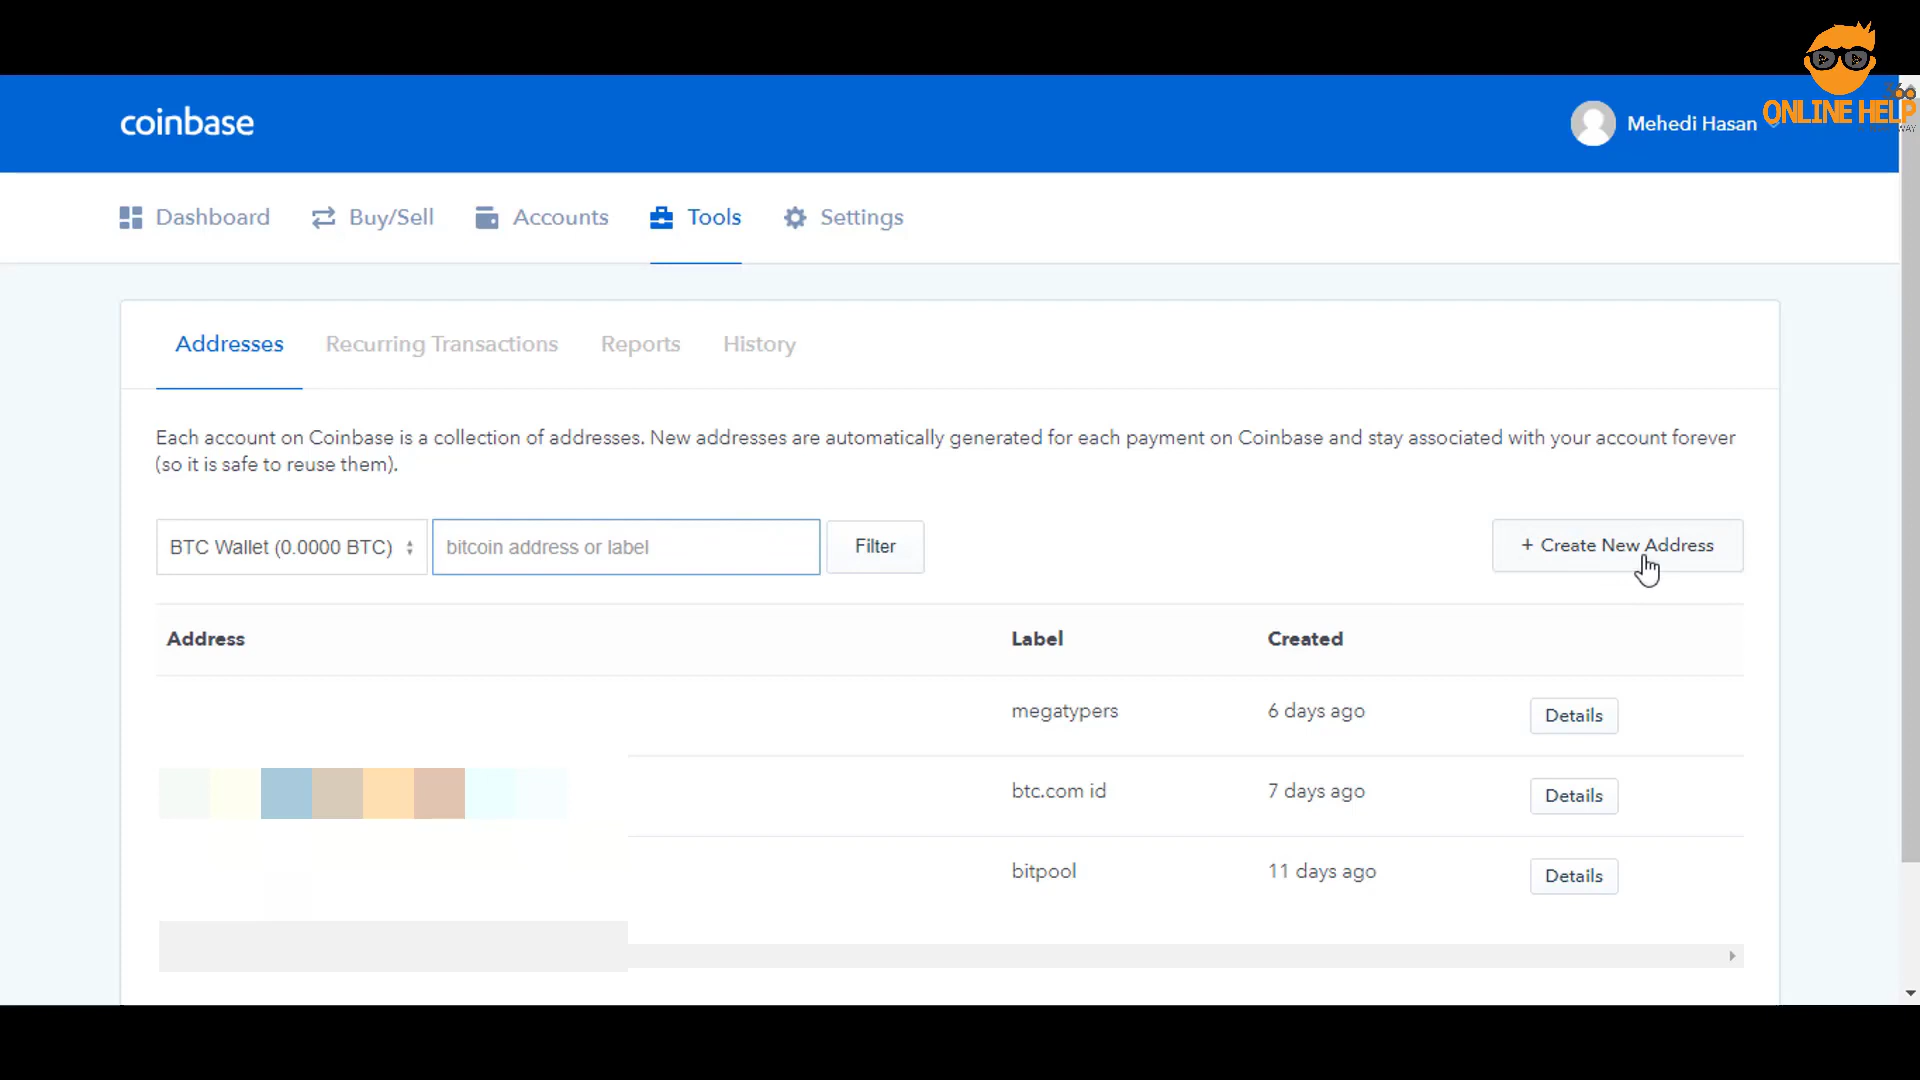 ONLINE HELP
WAY
coinbase
Mehedi Hasan
Dashboard
Buy/Sell
Accounts
Tools
Settings
Addresses
Recurring Transactions
Reports
History
Each account on Coinbase is a collection of addresses. New addresses are automatically generated for each payment on Coinbase and stay associated with your account forever
(so it is safe to reuse them).
BTC Wallet (0.0000 BTC)
bitcoin address or label
Filter
+ Create New Address
Address
Label
Created
megatypers
6 days ago
Details
btc.com id
7 days ago
Details
bitpool
11 days ago
Details